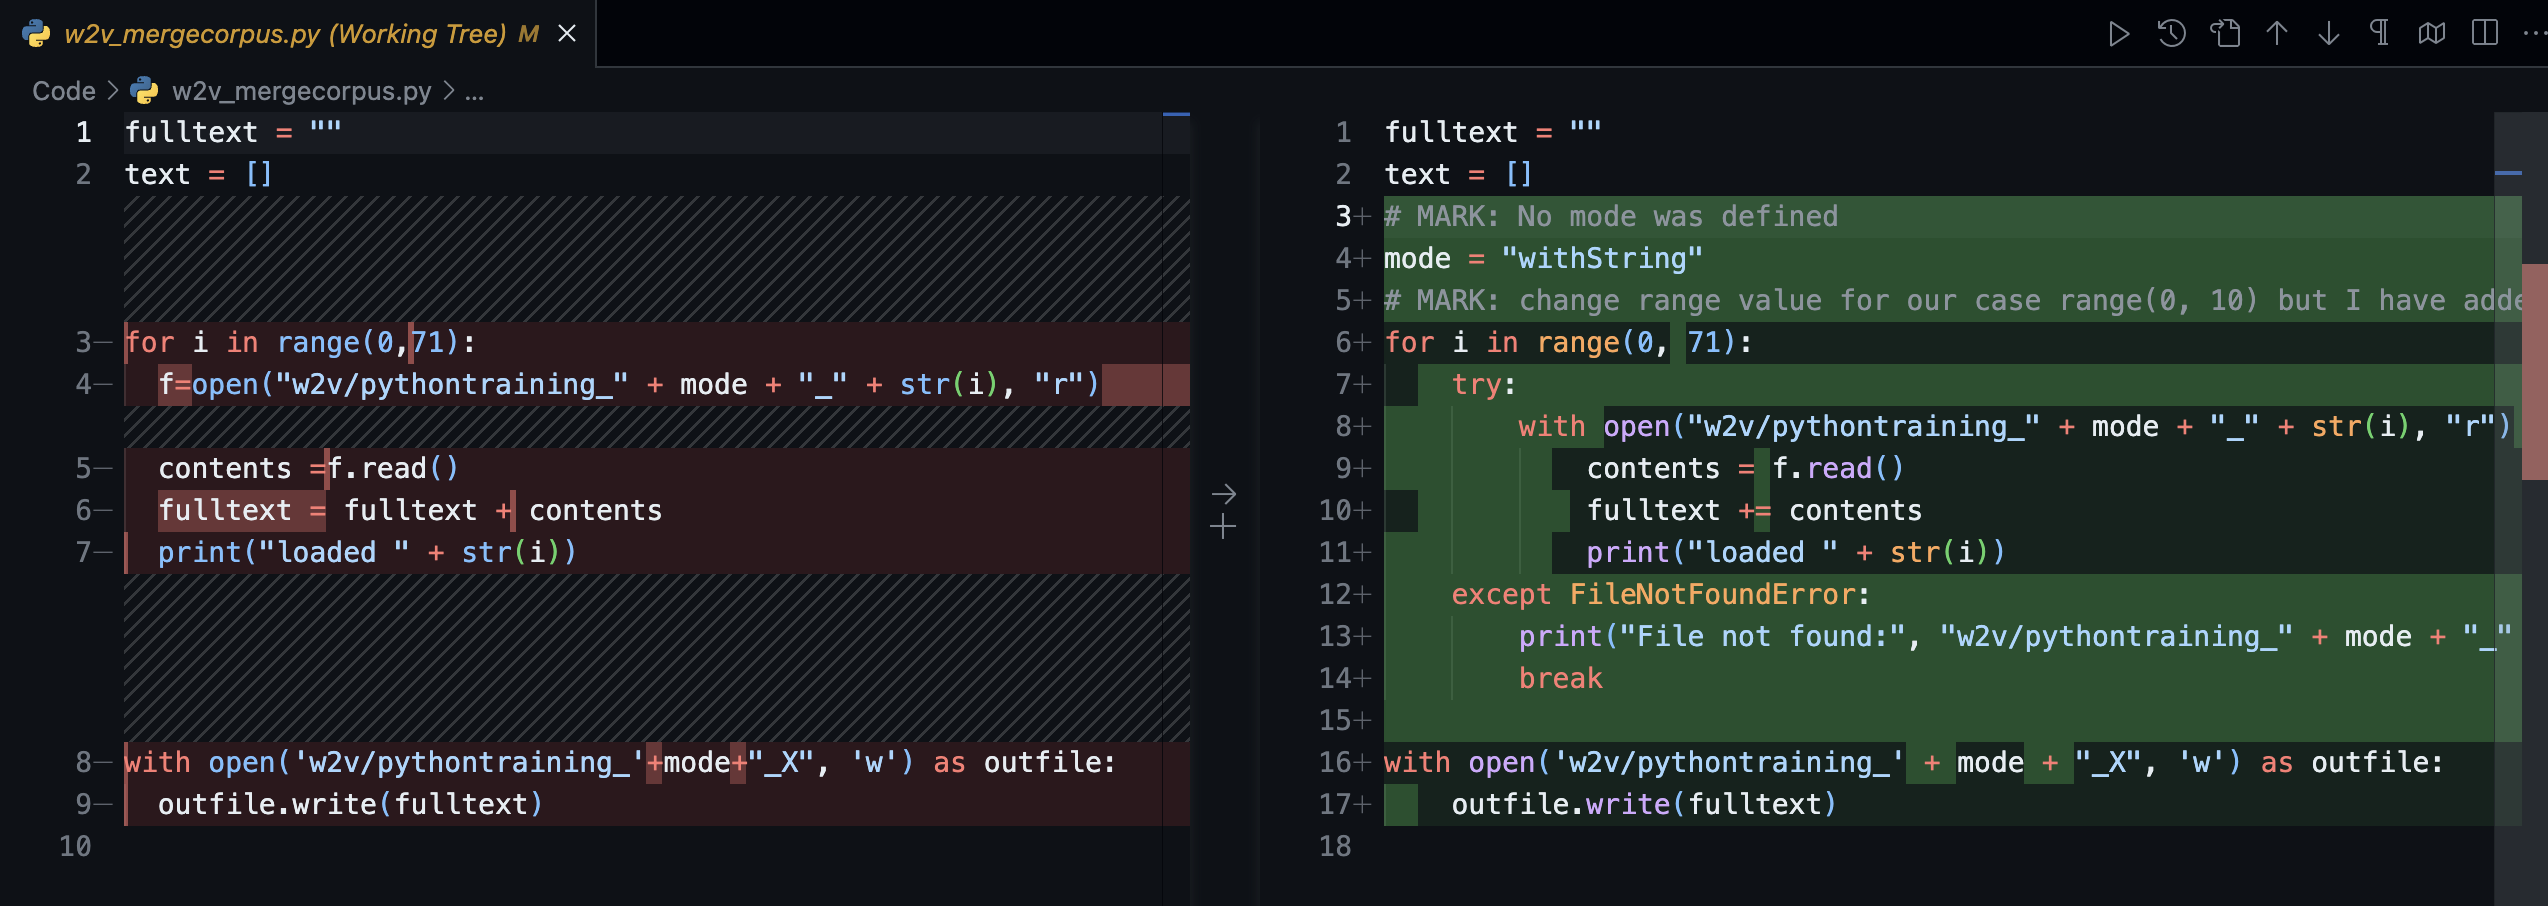 w2v_mergecorpus.py (Working Tree) M
Code > w2v_mergecorpus.py > ...
1 fulltext = ""
2 text = []
3— for i in range(0,71):
4— f=open("w2v/pythontraining_" + mode + "_" + str(i), "r")
5— contents =f.read()
6— fulltext = fulltext + contents
7— print("loaded " + str(i))
8— with open('w2v/pythontraining_'+mode+"_X", 'w') as outfile:
9— outfile.write(fulltext)
10
1 fulltext = ""
2 text = []
3+ # MARK: No mode was defined
4+ mode = "withString"
5+ # MARK: change range value for our case range(0, 10) but I have adde
6+ for i in range(0, 71):
7+ try:
8+ with open("w2v/pythontraining_" + mode + "_" + str(i), "r")
9+ contents = f.read()
10+ fulltext += contents
11+ print("loaded " + str(i))
12+ except FileNotFoundError:
13+ print("File not found:", "w2v/pythontraining_" + mode + "_"
14+ break
15+
16+ with open('w2v/pythontraining_' + mode + "_X", 'w') as outfile:
17+ outfile.write(fulltext)
18